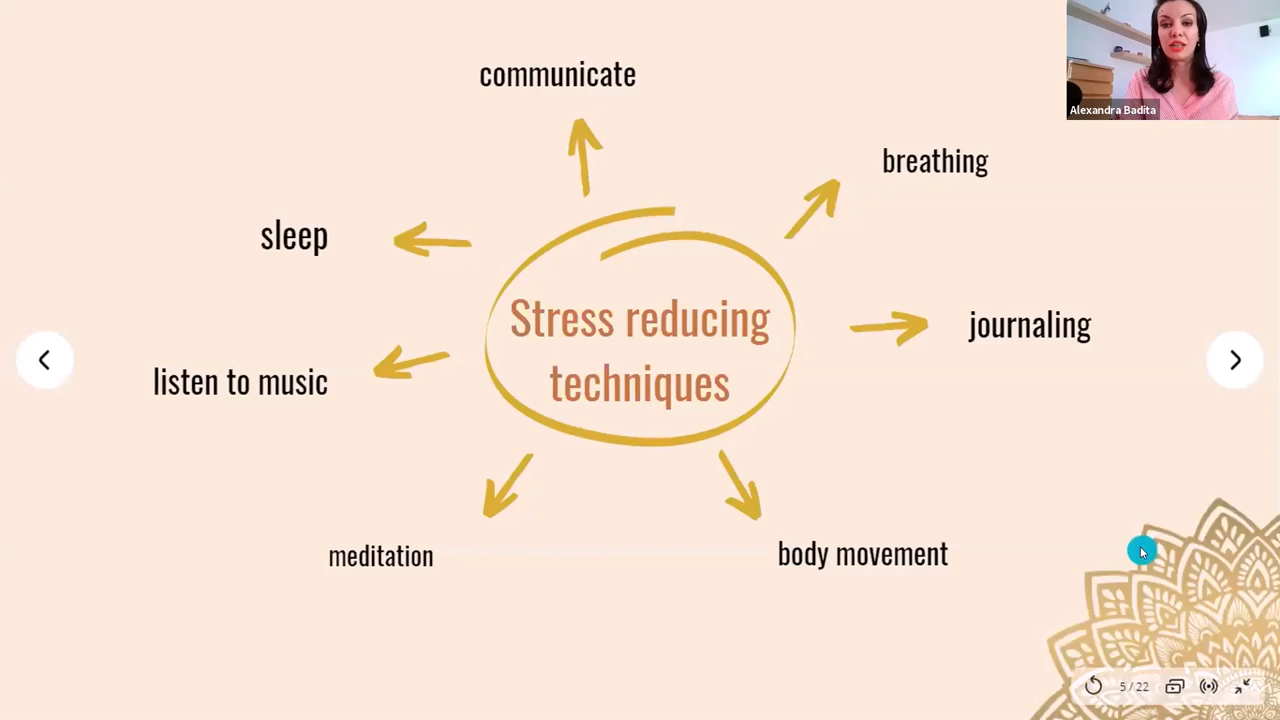 communicate
Alexandra Badita
breathing
sleep
Stress reducing
techniques
journaling
listen to music
meditation
body movement
5 / 22